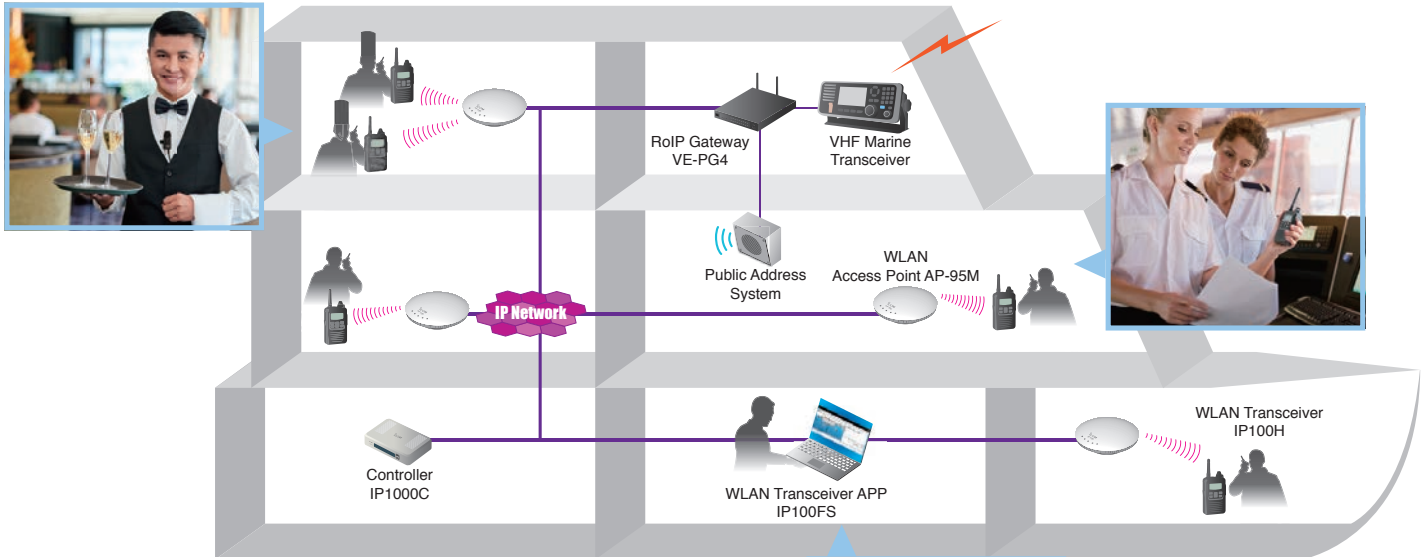 RoIP Gateway
VE-PG4
VHF Marine
Transceiver
Public Address
System
WLAN
Access Point AP-95M
IP Network
Controller
IP1000C
WLAN Transceiver APP
IP100FS
WLAN Transceiver
IP100H